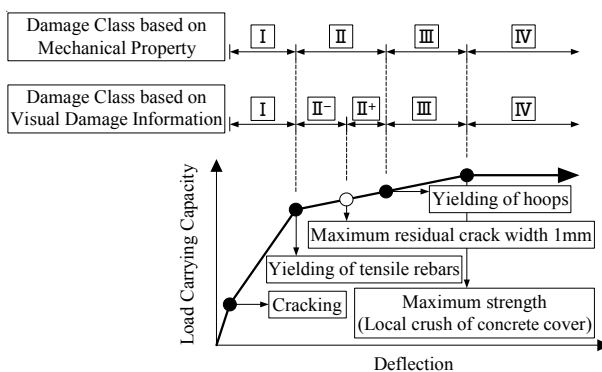 Damage Class based on
Mechanical Property
Ⅰ
Ⅱ
Ⅲ
Ⅳ
Damage Class based on
Visual Damage Information
Ⅰ
Ⅱ⁻
Ⅱ⁺
Ⅲ
Ⅳ
Load Carrying Capacity
Yielding of hoops
Maximum residual crack width 1mm
Yielding of tensile rebars
Cracking
Maximum strength
(Local crush of concrete cover)
Deflection